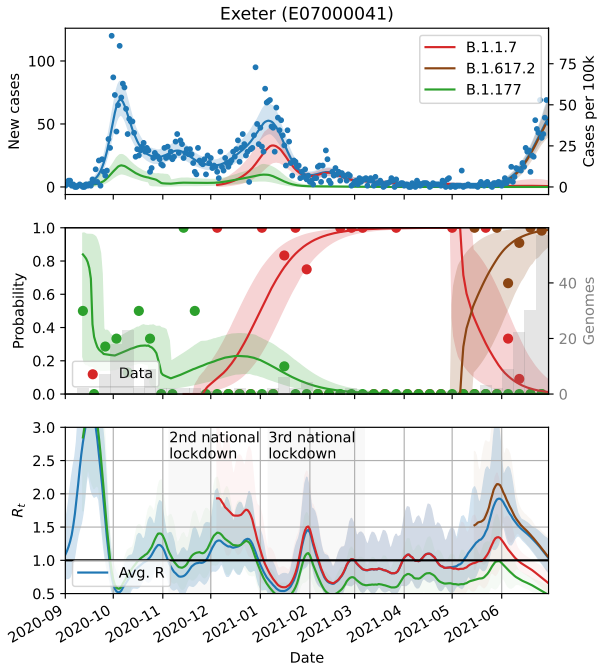 Exeter (E07000041)
New cases
100
50
0
B.1.1.7
B.1.617.2
B.1.177
75
50
25
0
Cases per 100k
Probability
1.0
0.8
0.6
0.4
0.2
0.0
Data
40
20
0
Genomes
R_t
3.0
2.5
2.0
1.5
1.0
0.5
2nd national
lockdown
3rd national
lockdown
Avg. R
2020-09
2020-10
2020-11
2020-12
2021-01
2021-02
2021-03
2021-04
2021-05
2021-06
Date